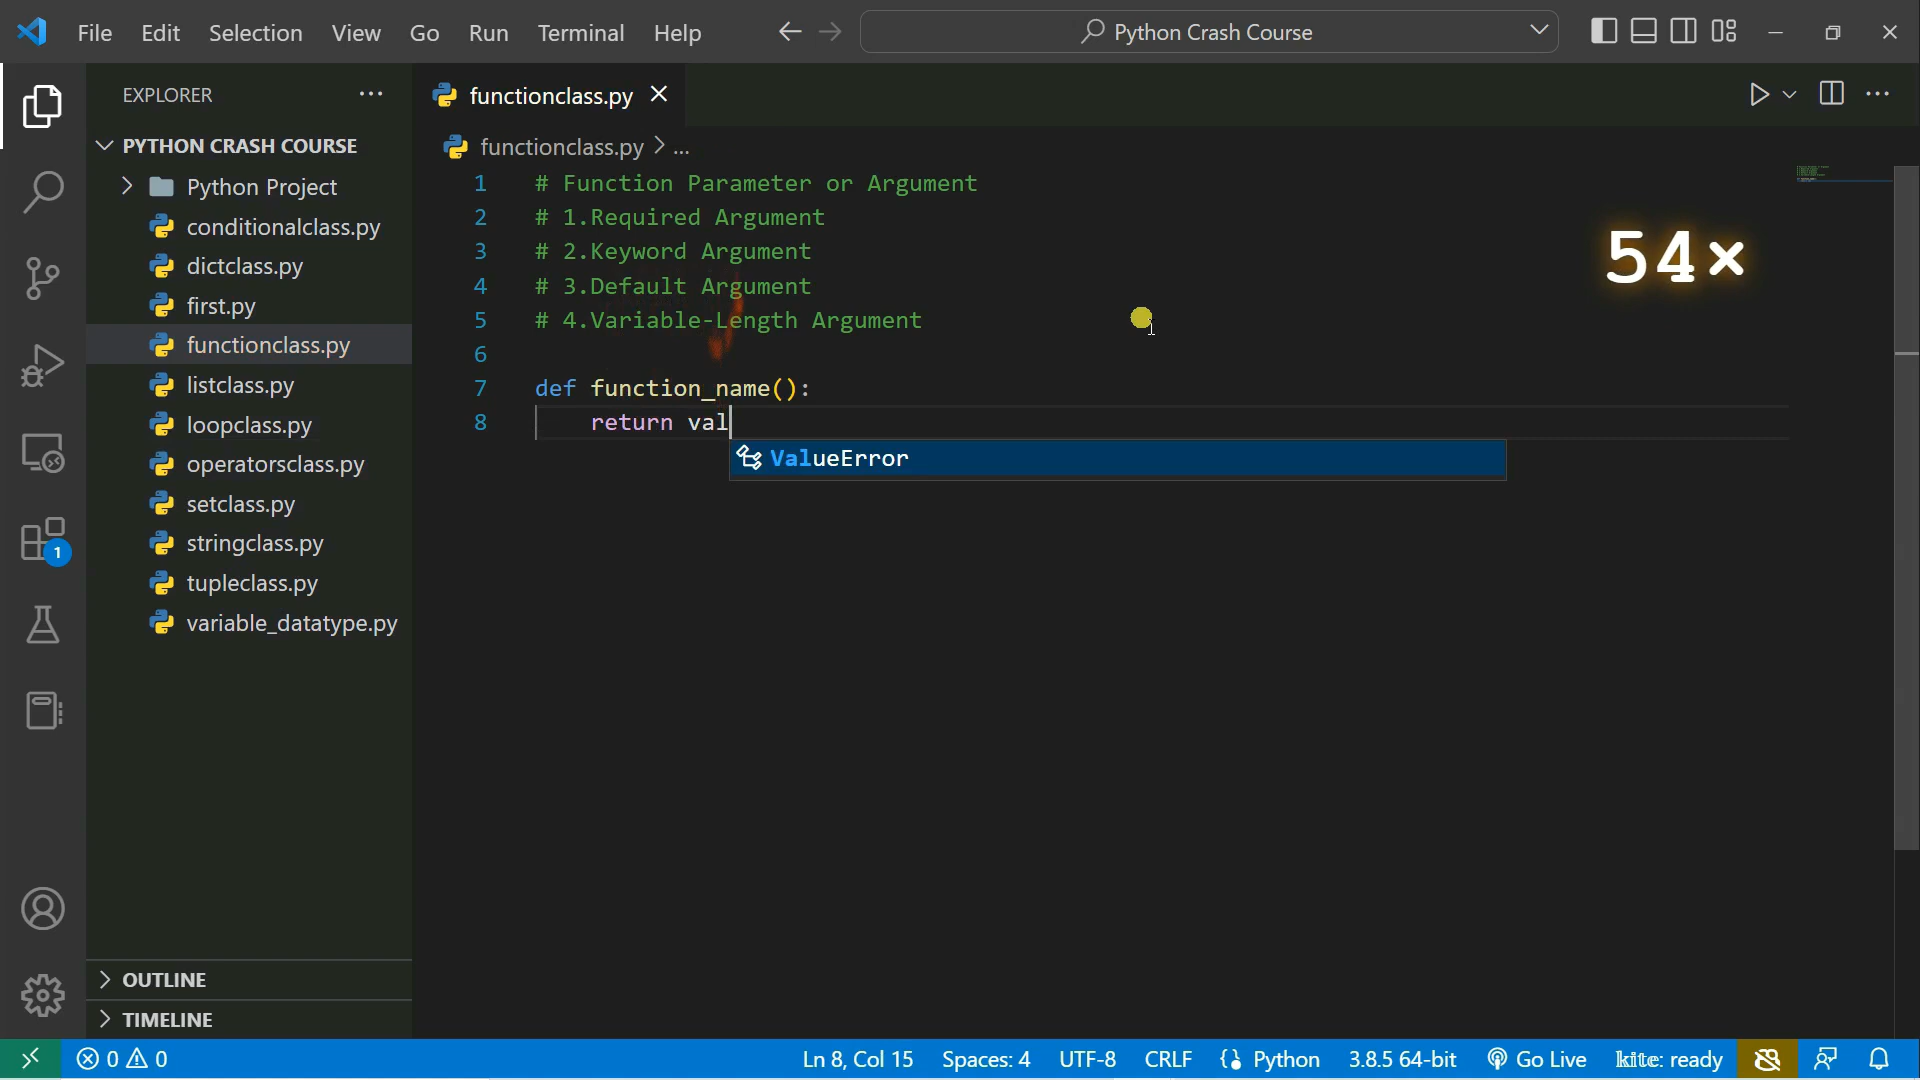 File Edit Selection View Go Run Terminal Help
Python Crash Course
EXPLORER
PYTHON CRASH COURSE
Python Project
conditionalclass.py
dictclass.py
first.py
functionclass.py
listclass.py
loopclass.py
operatorsclass.py
setclass.py
stringclass.py
tupleclass.py
variable_datatype.py
OUTLINE
TIMELINE
1
functionclass.py
functionclass.py > ...
1 # Function Parameter or Argument
2 # 1.Required Argument
3 # 2.Keyword Argument
4 # 3.Default Argument
5 # 4.Variable-Length Argument
6
7 def function_name():
8 return val
ValueError
54×
0 0
Ln 8, Col 15 Spaces: 4 UTF-8 CRLF Python 3.8.5 64-bit Go Live kite: ready